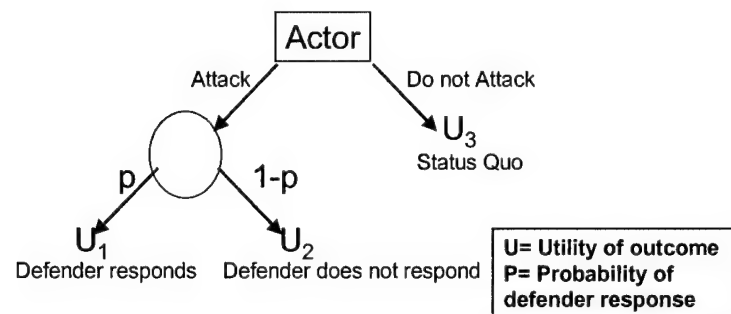 Actor
Attack
Do not Attack
U3
Status Quo
p
1-p
U1
U2
Defender responds
Defender does not respond
U= Utility of outcome
P= Probability of
defender response